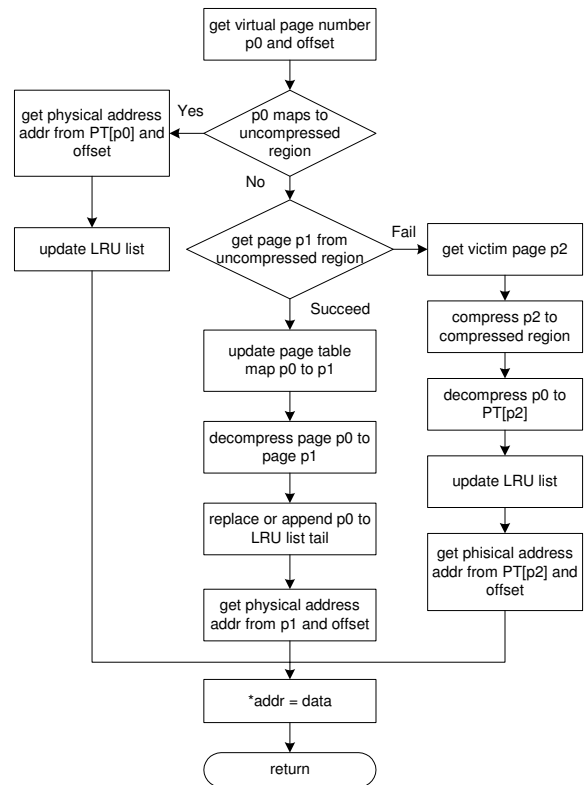 get virtual page number
p0 and offset
Yes
p0 maps to
uncompressed
region
get physical address
addr from PT[p0] and
offset
No
update LRU list
get page p1 from
uncompressed region
Fail
get victim page p2
Succeed
compress p2 to
compressed region
update page table
map p0 to p1
decompress p0 to
PT[p2]
decompress page p0 to
page p1
update LRU list
replace or append p0 to
LRU list tail
get phisical address
addr from PT[p2] and
offset
get physical address
addr from p1 and offset
*addr = data
return